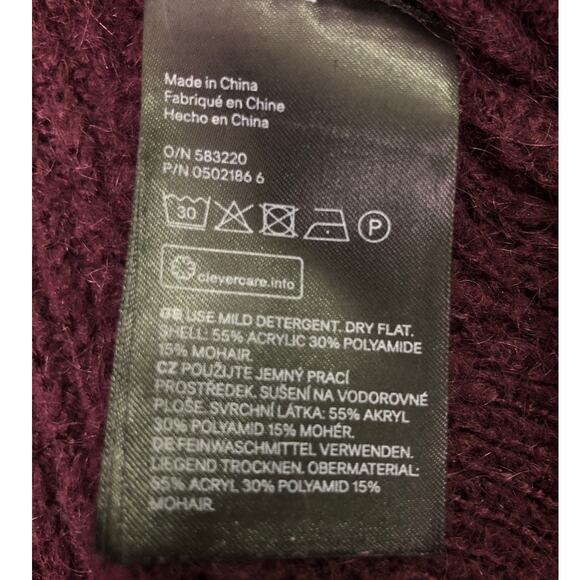 Made in China
Fabriqué en Chine
Hecho en China
O/N 583220
P/N 0502186 6
30
P
clevercare.info
GB USE MILD DETERGENT. DRY FLAT.
SHELL: 55% ACRYLIC 30% POLYAMIDE
15% MOHAIR.
CZ POUŽIJTE JEMNÝ PRACÍ
PROSTŘEDEK. SUŠENÍ NA VODOROVNÉ
PLOŠE. SVRCHNÍ LÁTKA: 55% AKRYL
30% POLYAMID 15% MOHÉR.
DE FEINWASCHMITTEL VERWENDEN.
LIEGEND TROCKNEN. OBERMATERIAL:
55% ACRYL 30% POLYAMID 15%
MOHAIR.